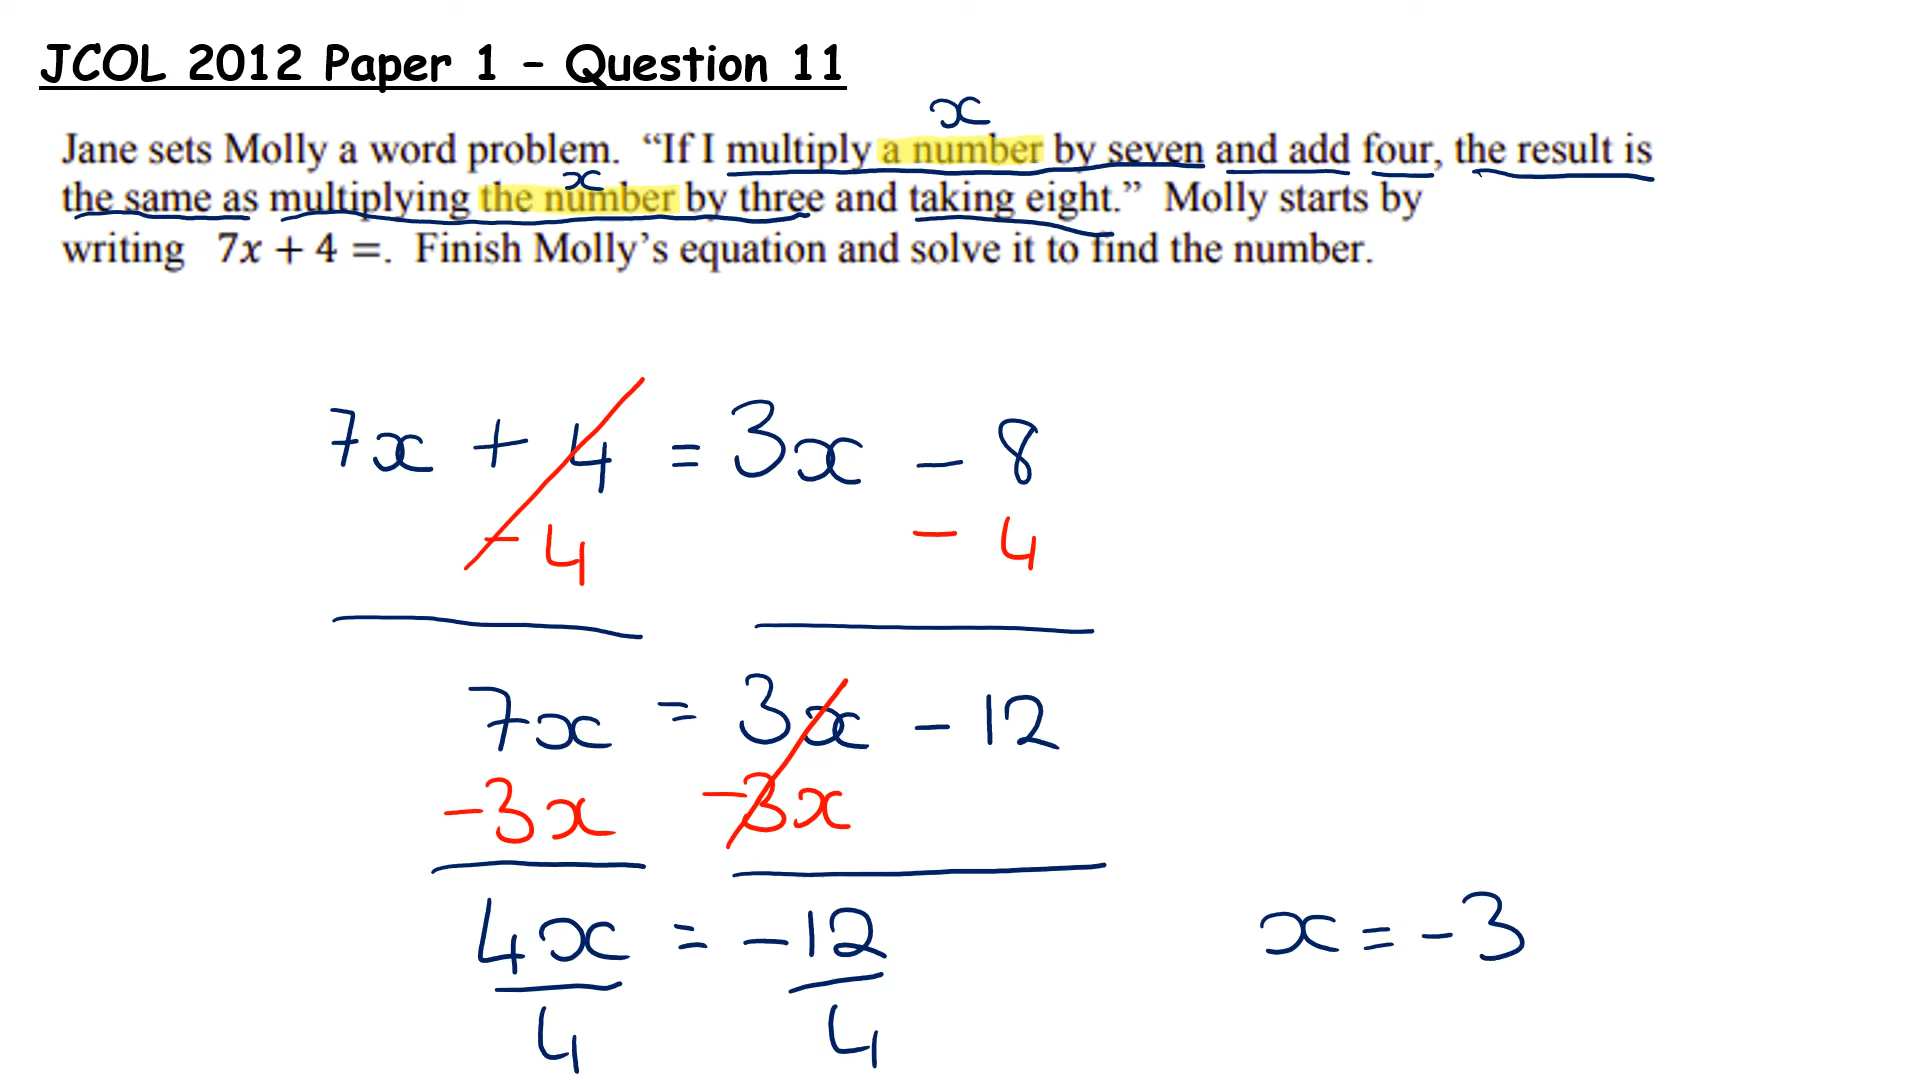 JCOL 2012 Paper 1 – Question 11
x
Jane sets Molly a word problem. “If I multiply a number by seven and add four, the result is
x
the same as multiplying the number by three and taking eight.” Molly starts by
writing 7x + 4 =. Finish Molly’s equation and solve it to find the number.
7x + 4 = 3x - 8
- 4 - 4
7x = 3x - 12
-3x -3x
4x = -12 x = -3
4 4